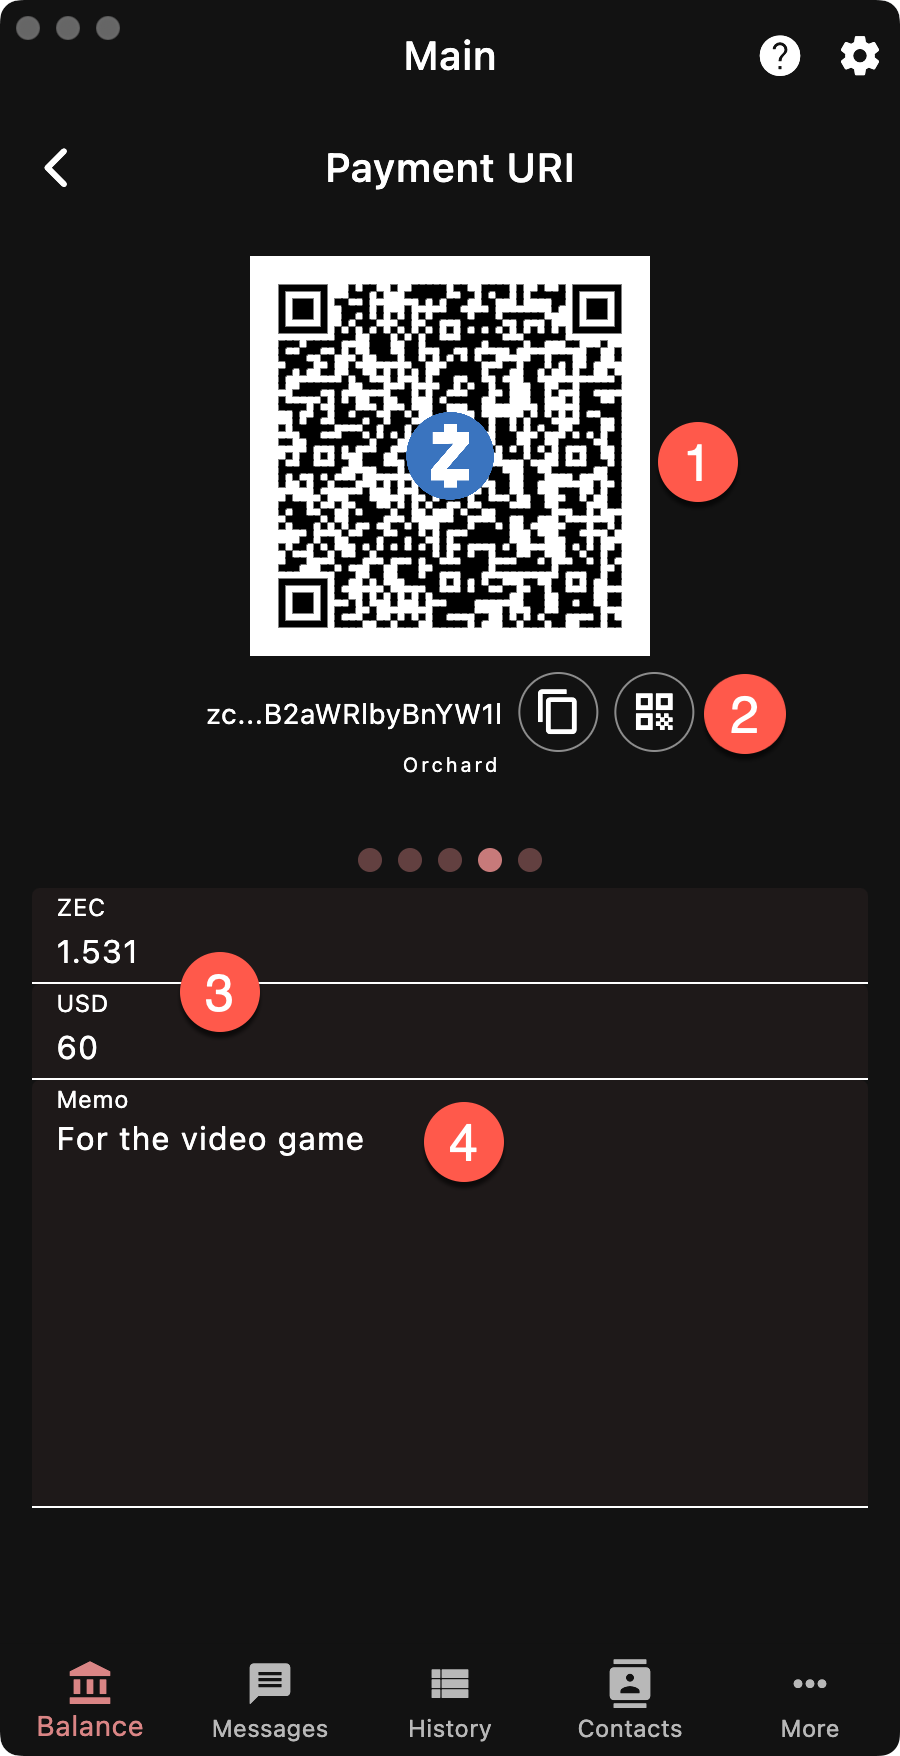 Main
Payment URI
1
zc...B2aWRlbyBnYW1l
2
Orchard
ZEC
1.531
3
USD
60
Memo
For the video game
4
Balance
Messages
History
Contacts
More